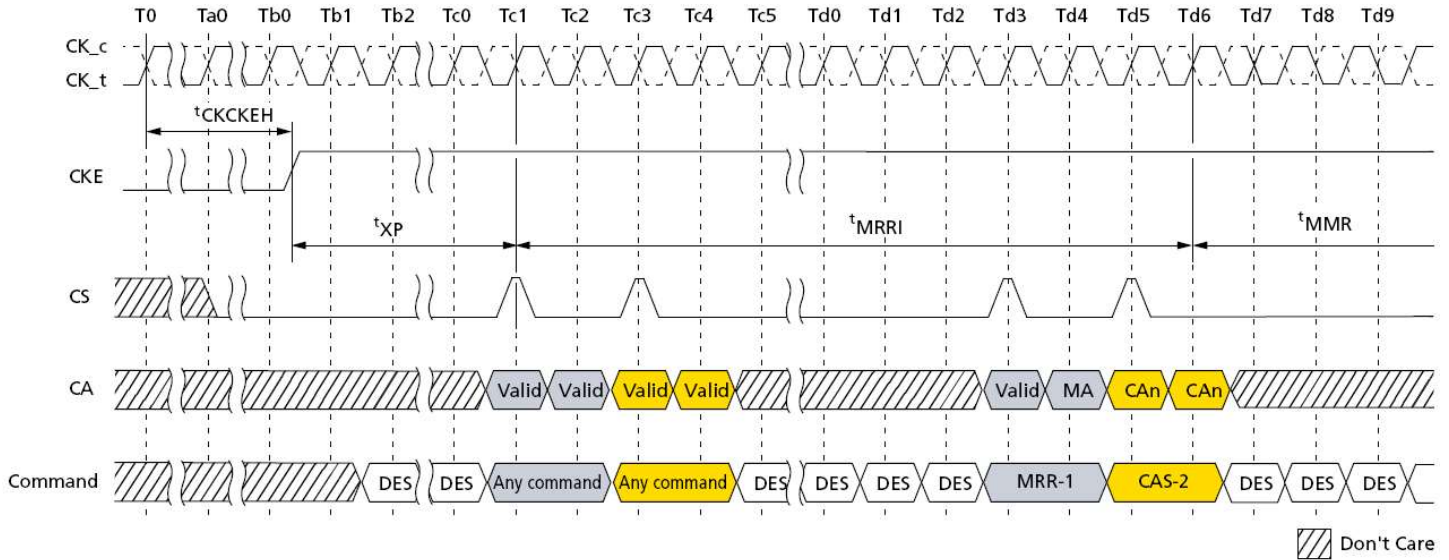 T0 Ta0 Tb0 Tb1 Tb2 Tc0 Tc1 Tc2 Tc3 Tc4 Tc5 Td0 Td1 Td2 Td3 Td4 Td5 Td6 Td7 Td8 Td9
CK_c
CK_t
tCKCKEH
CKE
tXP tMRRI tMMR
CS
CA Valid Valid Valid Valid Valid MA CAn CAn
Command DES DES Any command Any command DES DES DES DES MRR-1 CAS-2 DES DES DES
Don't Care